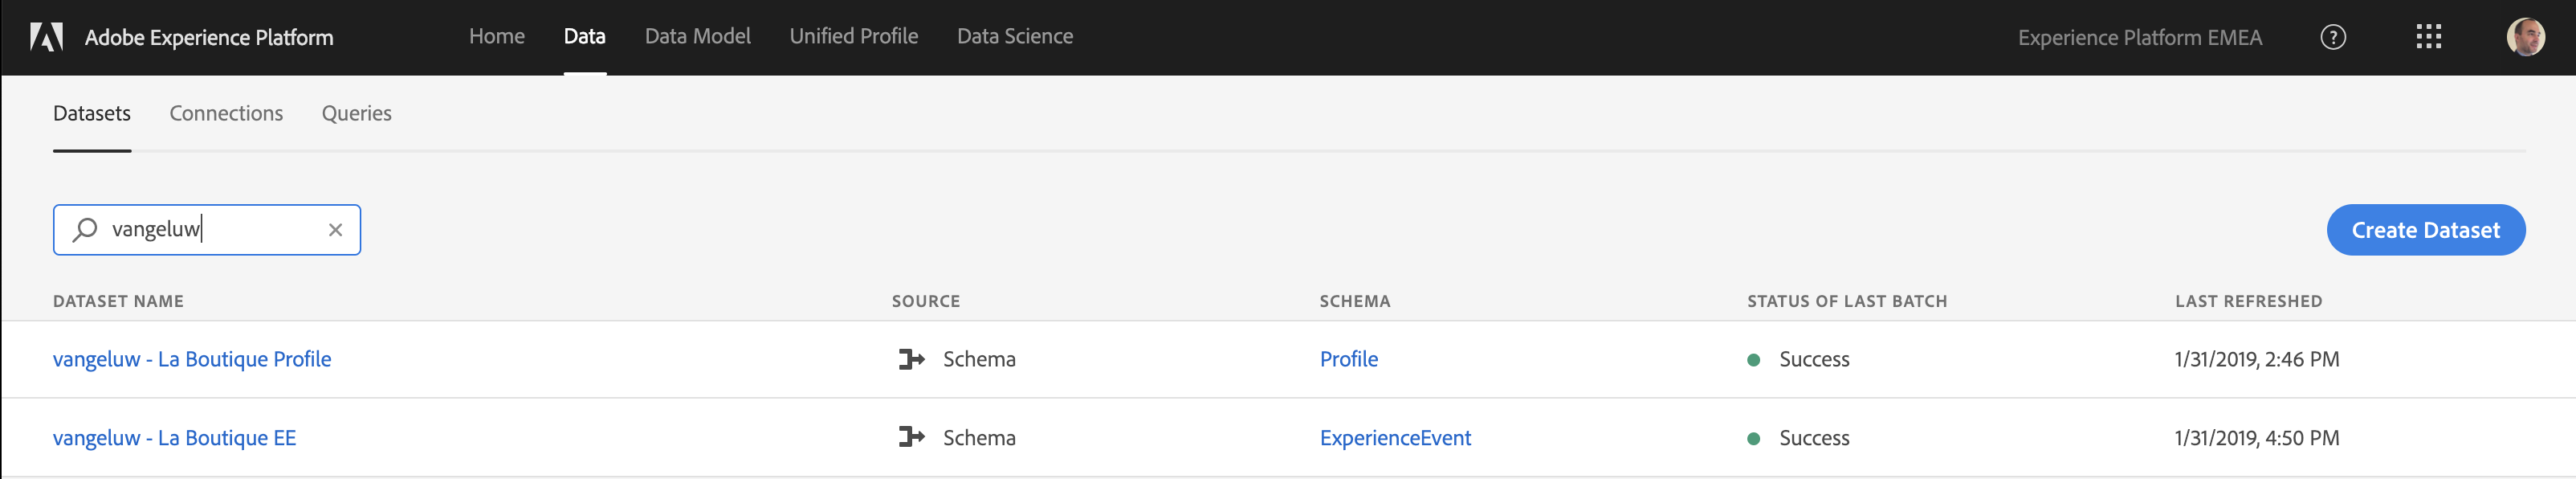 Adobe Experience Platform Home Data Data Model Unified Profile Data Science Experience Platform EMEA ?
Datasets Connections Queries
vangeluw × Create Dataset
DATASET NAME SOURCE SCHEMA STATUS OF LAST BATCH LAST REFRESHED
vangeluw - La Boutique Profile Schema Profile Success 1/31/2019, 2:46 PM
vangeluw - La Boutique EE Schema ExperienceEvent Success 1/31/2019, 4:50 PM